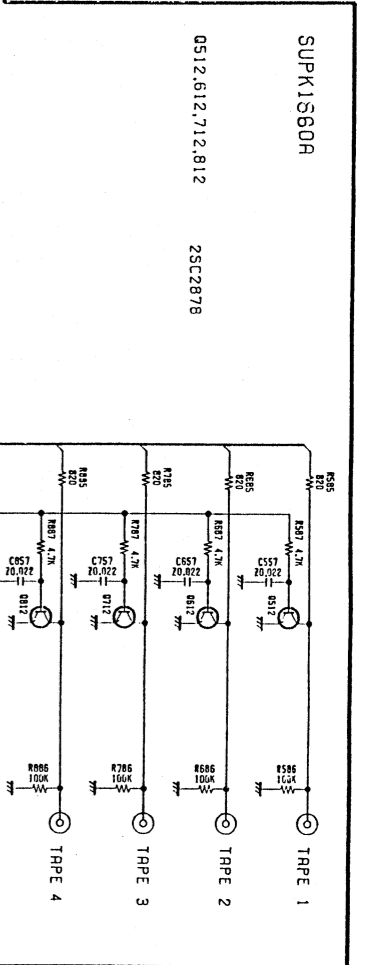 SUPK1860A
Q512,612,712,812 2SC2878
R585
820
R587 4.7K
C557
Z0.022
Q512
R586
100K
TAPE 1
R685
820
R687 4.7K
C657
Z0.022
Q612
R686
100K
TAPE 2
R785
820
R787 4.7K
C757
Z0.022
Q712
R786
100K
TAPE 3
R885
820
R887 4.7K
C857
Z0.022
Q812
R886
100K
TAPE 4